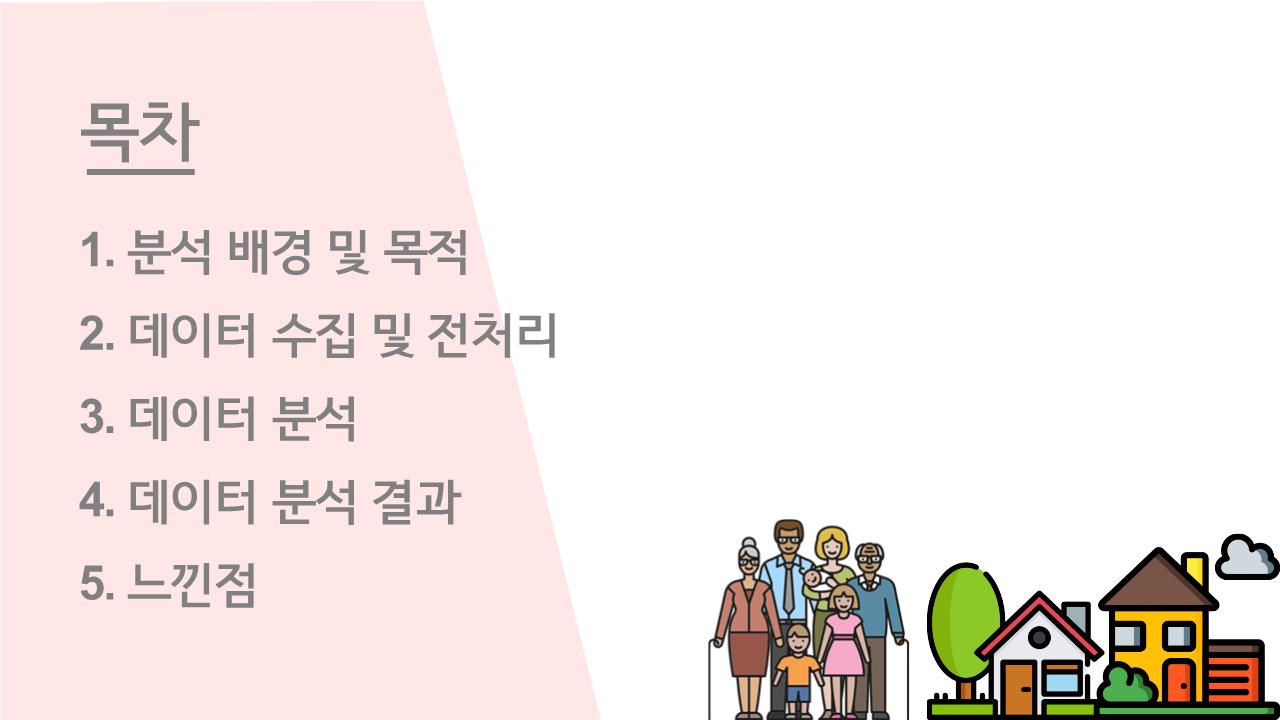 목차
1. 분석 배경 및 목적
2. 데이터 수집 및 전처리
3. 데이터 분석
4. 데이터 분석 결과
5. 느낀점